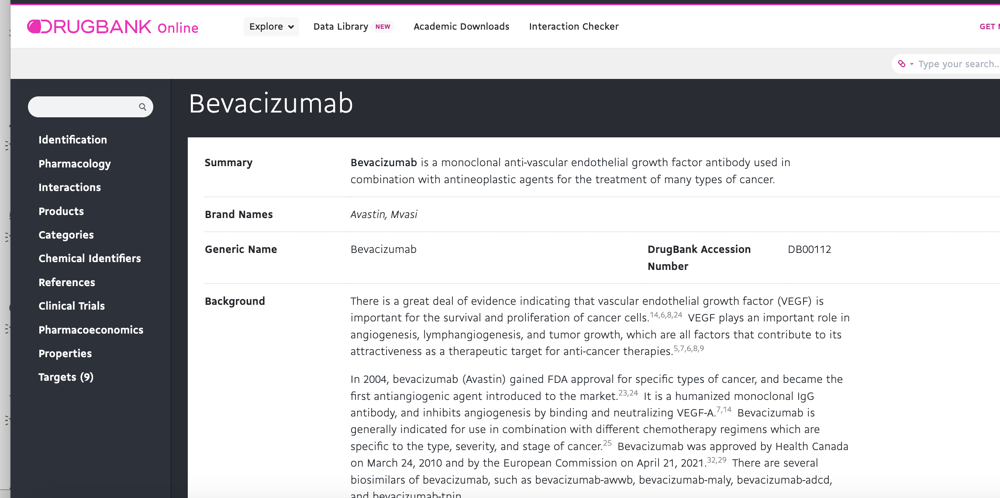 DRUGBANK Online
Explore
Data Library NEW
Academic Downloads
Interaction Checker
GET
Type your search..
Bevacizumab
Identification
Pharmacology
Interactions
Products
Categories
Chemical Identifiers
References
Clinical Trials
Pharmacoeconomics
Properties
Targets (9)
Summary
Bevacizumab is a monoclonal anti-vascular endothelial growth factor antibody used in
combination with antineoplastic agents for the treatment of many types of cancer.
Brand Names
Avastin, Mvasi
Generic Name
Bevacizumab
DrugBank Accession
Number
DB00112
Background
There is a great deal of evidence indicating that vascular endothelial growth factor (VEGF) is
important for the survival and proliferation of cancer cells.14,6,8,24 VEGF plays an important role in
angiogenesis, lymphangiogenesis, and tumor growth, which are all factors that contribute to its
attractiveness as a therapeutic target for anti-cancer therapies.5,7,6,8,9
In 2004, bevacizumab (Avastin) gained FDA approval for specific types of cancer, and became the
first antiangiogenic agent introduced to the market.23,24 It is a humanized monoclonal IgG
antibody, and inhibits angiogenesis by binding and neutralizing VEGF-A.7,14 Bevacizumab is
generally indicated for use in combination with different chemotherapy regimens which are
specific to the type, severity, and stage of cancer.25 Bevacizumab was approved by Health Canada
on March 24, 2010 and by the European Commission on April 21, 2021.32,29 There are several
biosimilars of bevacizumab, such as bevacizumab-awwb, bevacizumab-maly, bevacizumab-adcd,
and bevacizumab-tnjn